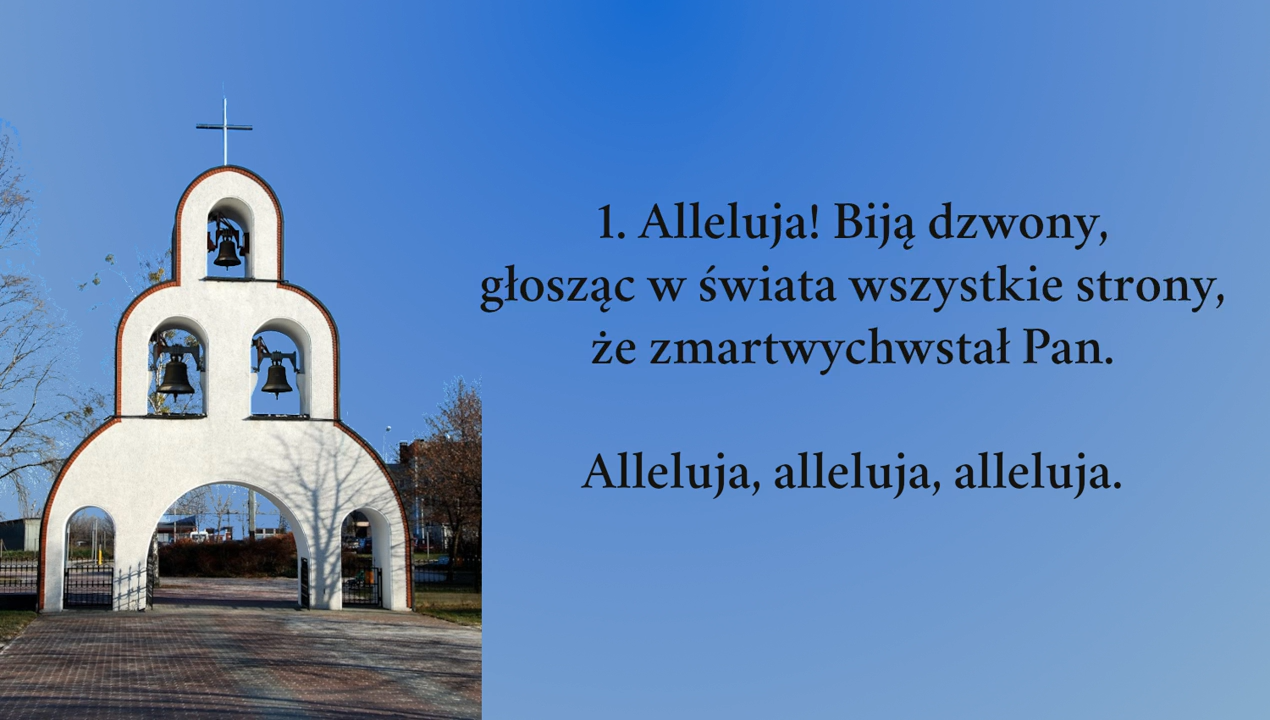 1. Alleluja! Biją dzwony,
głosząc w świata wszystkie strony,
że zmartwychwstał Pan.
Alleluja, alleluja, alleluja.